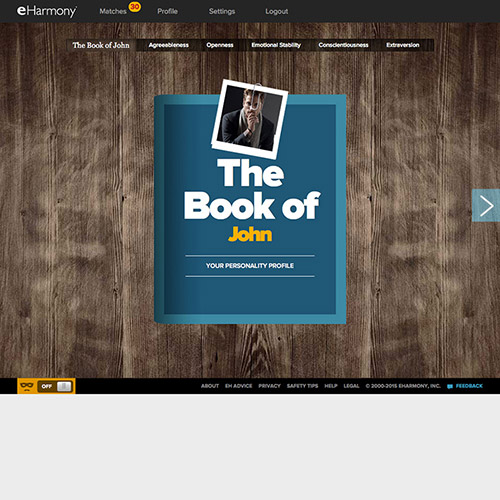 eHarmony
Matches 30 Profile Settings Logout
The Book of John Agreeableness Openness Emotional Stability Conscientiousness Extraversion
The
Book of
John
YOUR PERSONALITY PROFILE
OFF
ABOUT EH ADVICE PRIVACY SAFETY TIPS HELP LEGAL © 2000-2015 EHARMONY, INC. FEEDBACK